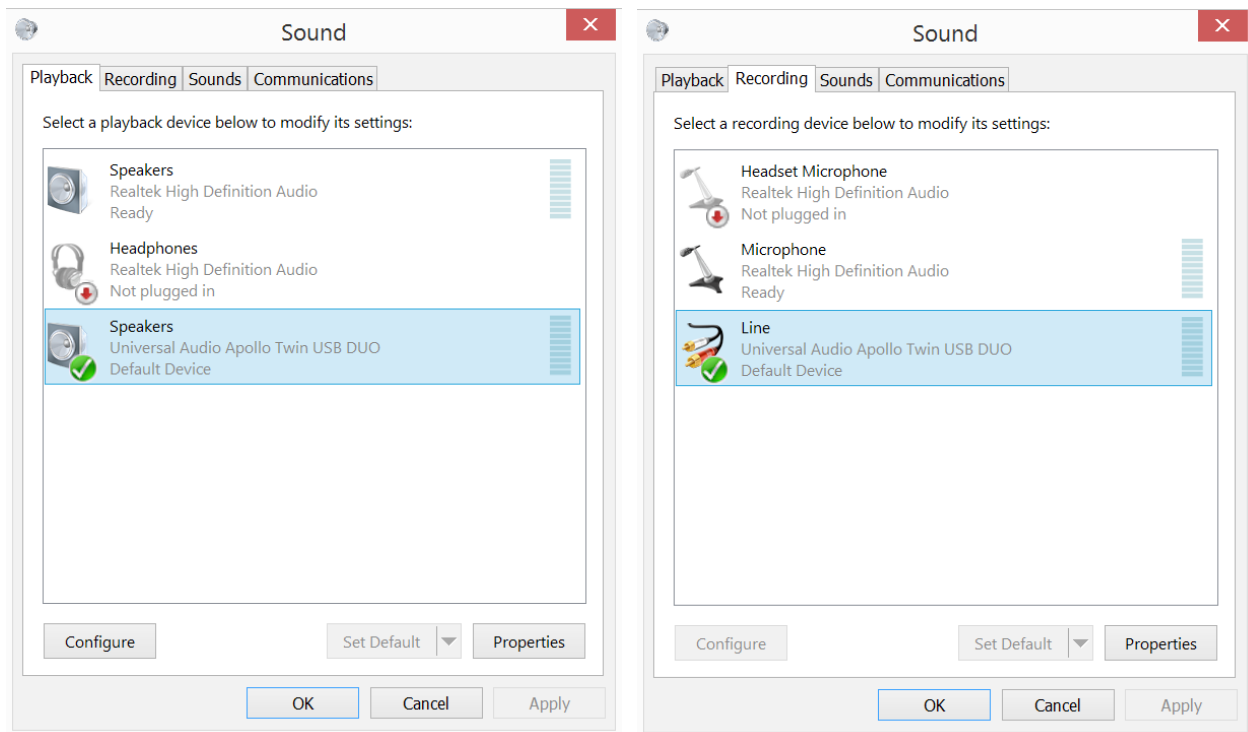 Sound
Playback Recording Sounds Communications
Select a playback device below to modify its settings:
Speakers
Realtek High Definition Audio
Ready
Headphones
Realtek High Definition Audio
Not plugged in
Speakers
Universal Audio Apollo Twin USB DUO
Default Device
Configure Set Default Properties
OK Cancel Apply
Sound
Playback Recording Sounds Communications
Select a recording device below to modify its settings:
Headset Microphone
Realtek High Definition Audio
Not plugged in
Microphone
Realtek High Definition Audio
Ready
Line
Universal Audio Apollo Twin USB DUO
Default Device
Configure Set Default Properties
OK Cancel Apply